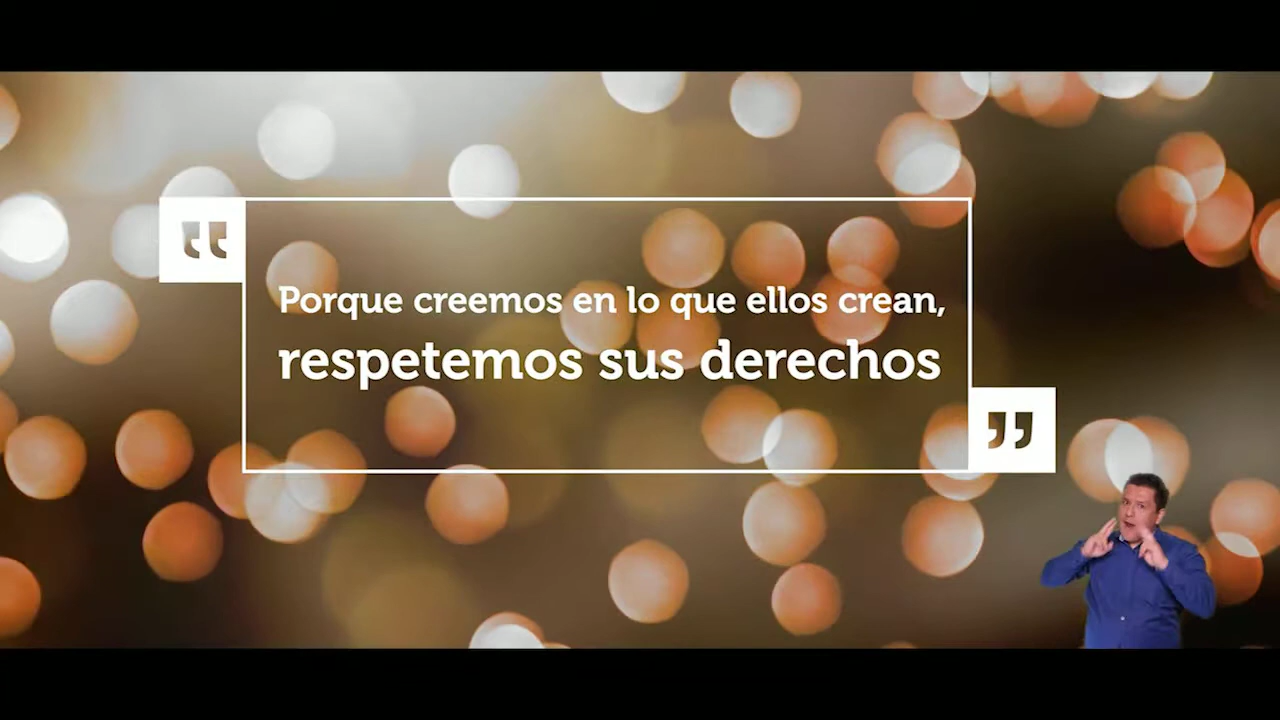 “
Porque creemos en lo que ellos crean,
respetemos sus derechos
”